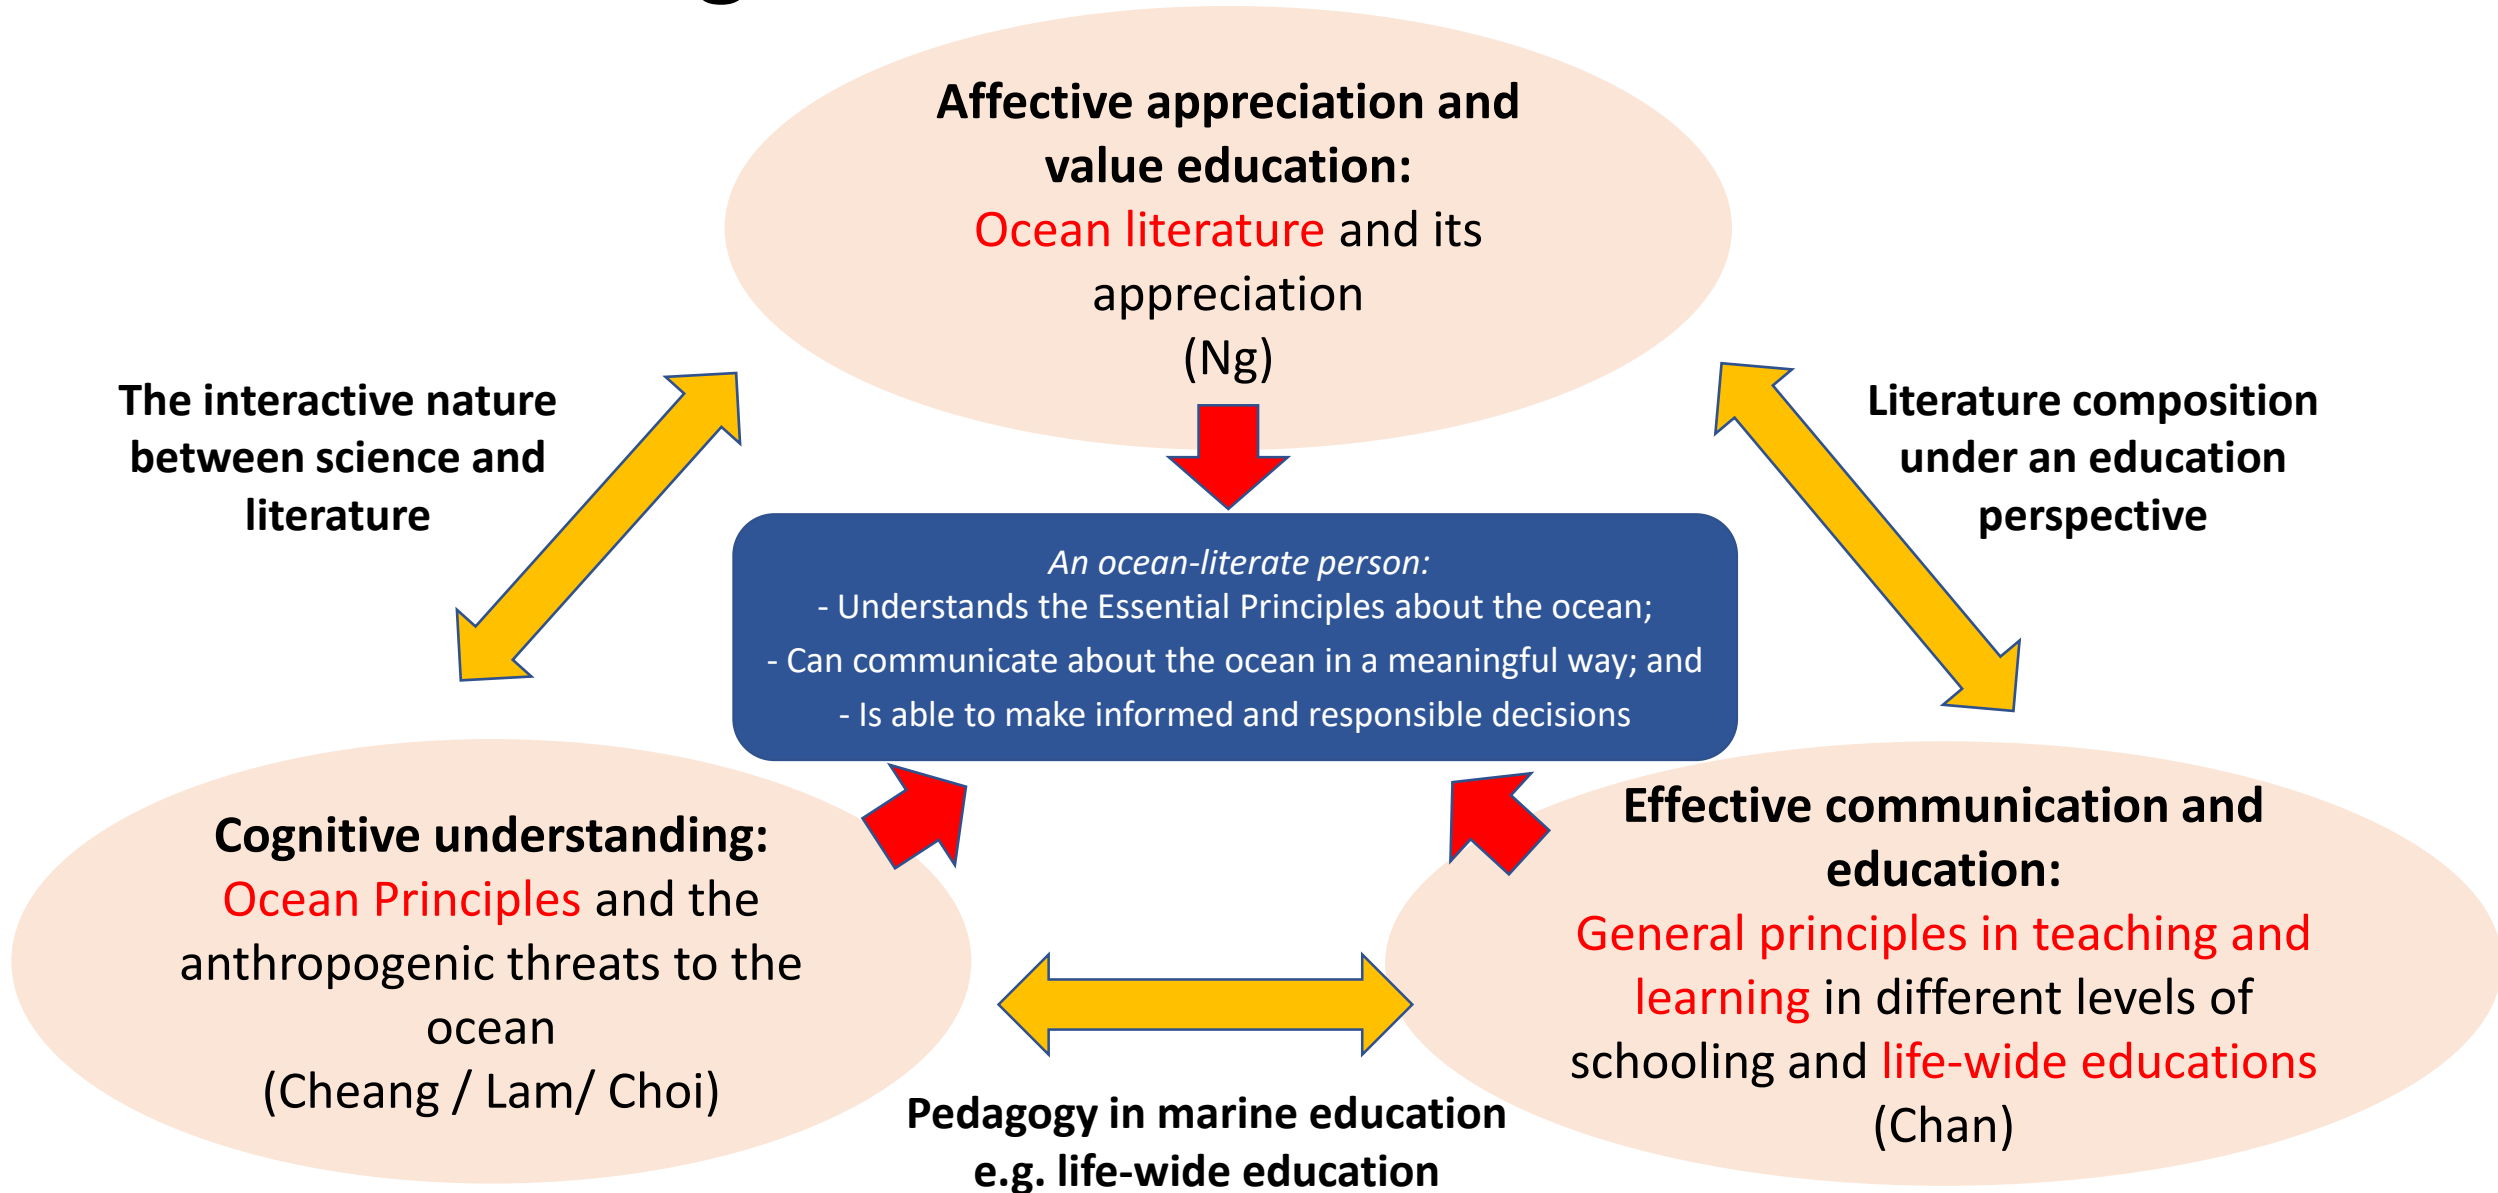 Affective appreciation and
value education:
Ocean literature and its
appreciation
(Ng)
The interactive nature
between science and
literature
Literature composition
under an education
perspective
An ocean-literate person:
- Understands the Essential Principles about the ocean;
- Can communicate about the ocean in a meaningful way; and
- Is able to make informed and responsible decisions
Cognitive understanding:
Ocean Principles and the
anthropogenic threats to the
ocean
(Cheang / Lam/ Choi)
Effective communication and
education:
General principles in teaching and
learning in different levels of
schooling and life-wide educations
(Chan)
Pedagogy in marine education
e.g. life-wide education